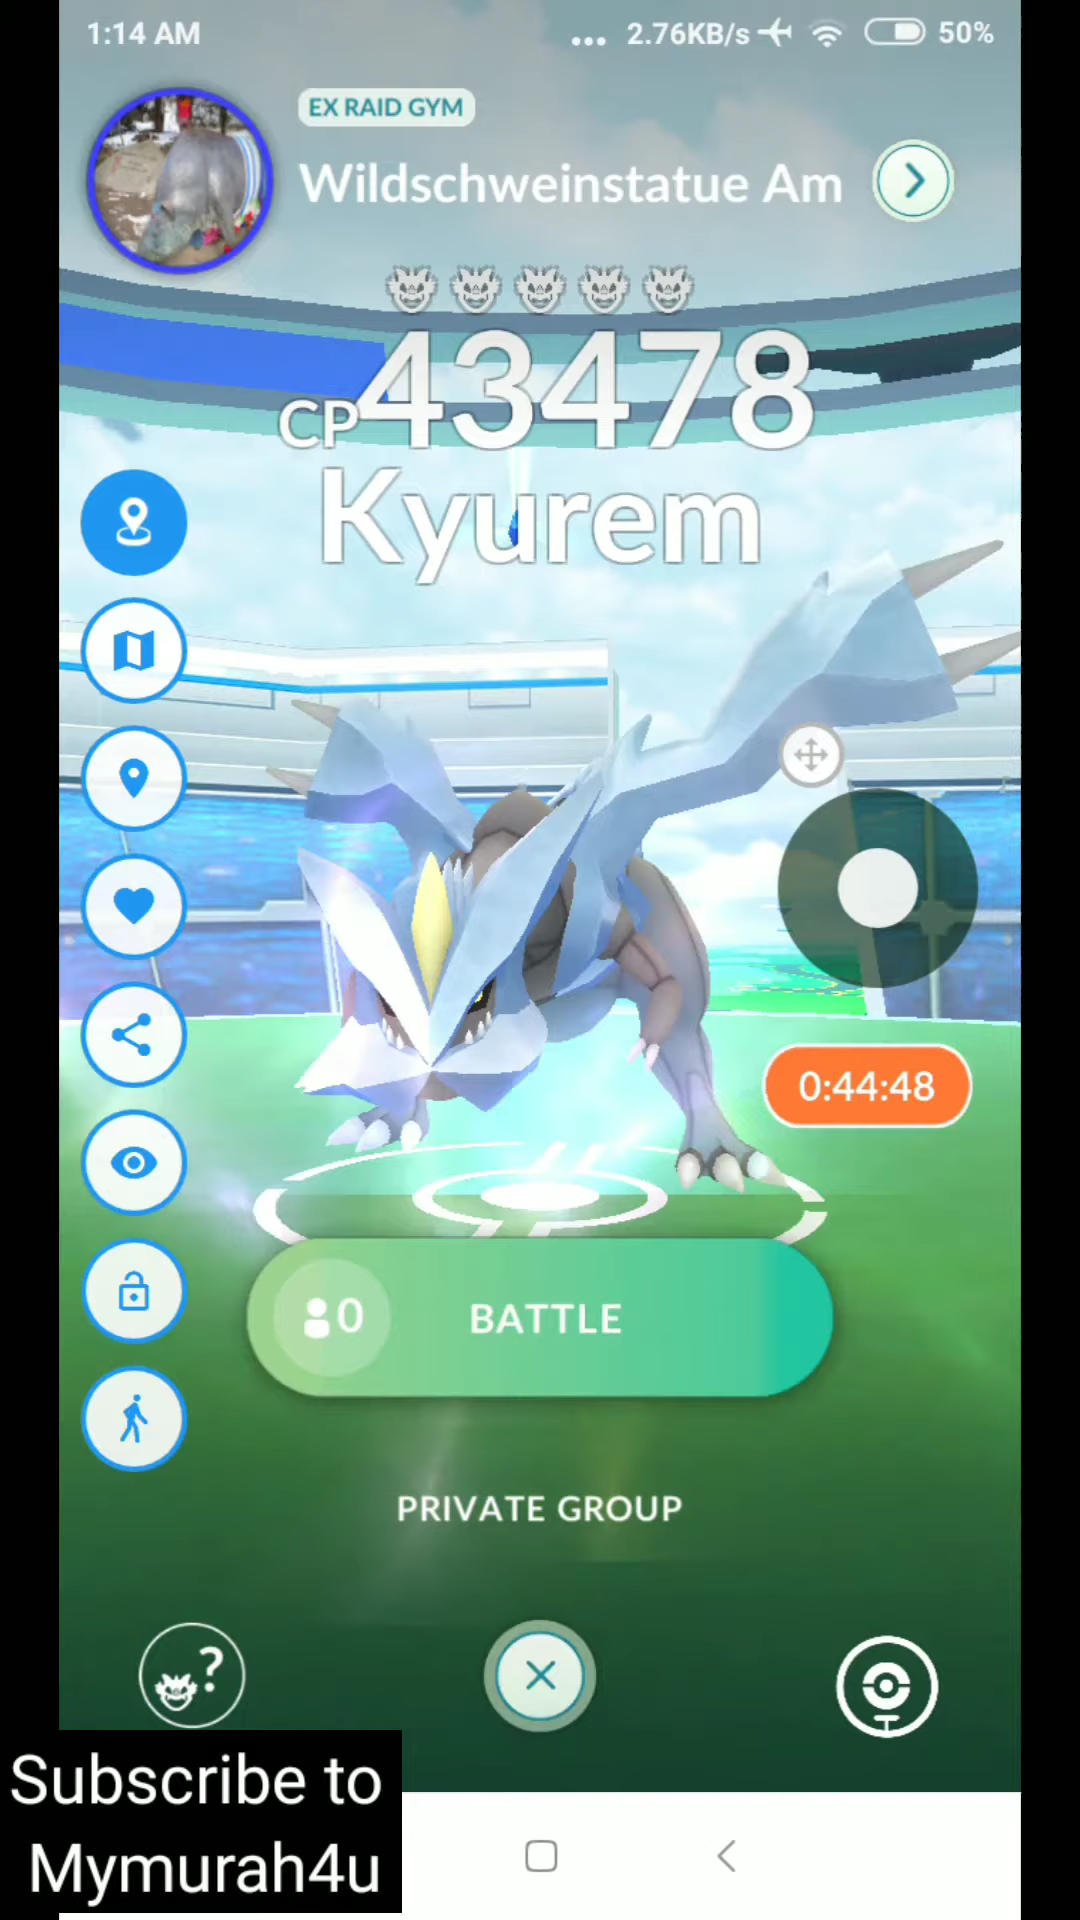 1:14 AM
... 2.76KB/s 50%
EX RAID GYM
Wildschweinstatue Am
CP43478
Kyurem
0:44:48
0 BATTLE
PRIVATE GROUP
?
Subscribe to
Mymurah4u